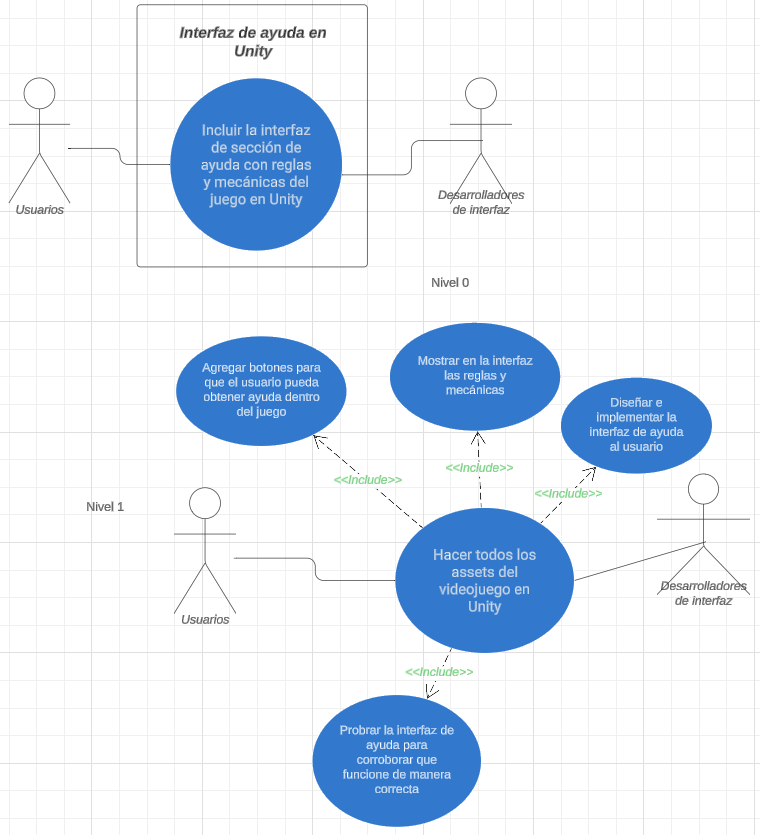 Interfaz de ayuda en
Unity
Incluir la interfaz
de sección de
ayuda con reglas
y mecánicas del
juego en Unity
Usuarios
Desarrolladores
de interfaz
Nivel 0
Agregar botones para
que el usuario pueda
obtener ayuda dentro
del juego
Mostrar en la interfaz
las reglas y
mecánicas
Diseñar e
implementar la
interfaz de ayuda
al usuario
<<Include>>
<<Include>>
<<Include>>
Nivel 1
Hacer todos los
assets del
videojuego en
Unity
Usuarios
Desarrolladores
de interfaz
<<Include>>
Probrar la interfaz de
ayuda para
corroborar que
funcione de manera
correcta